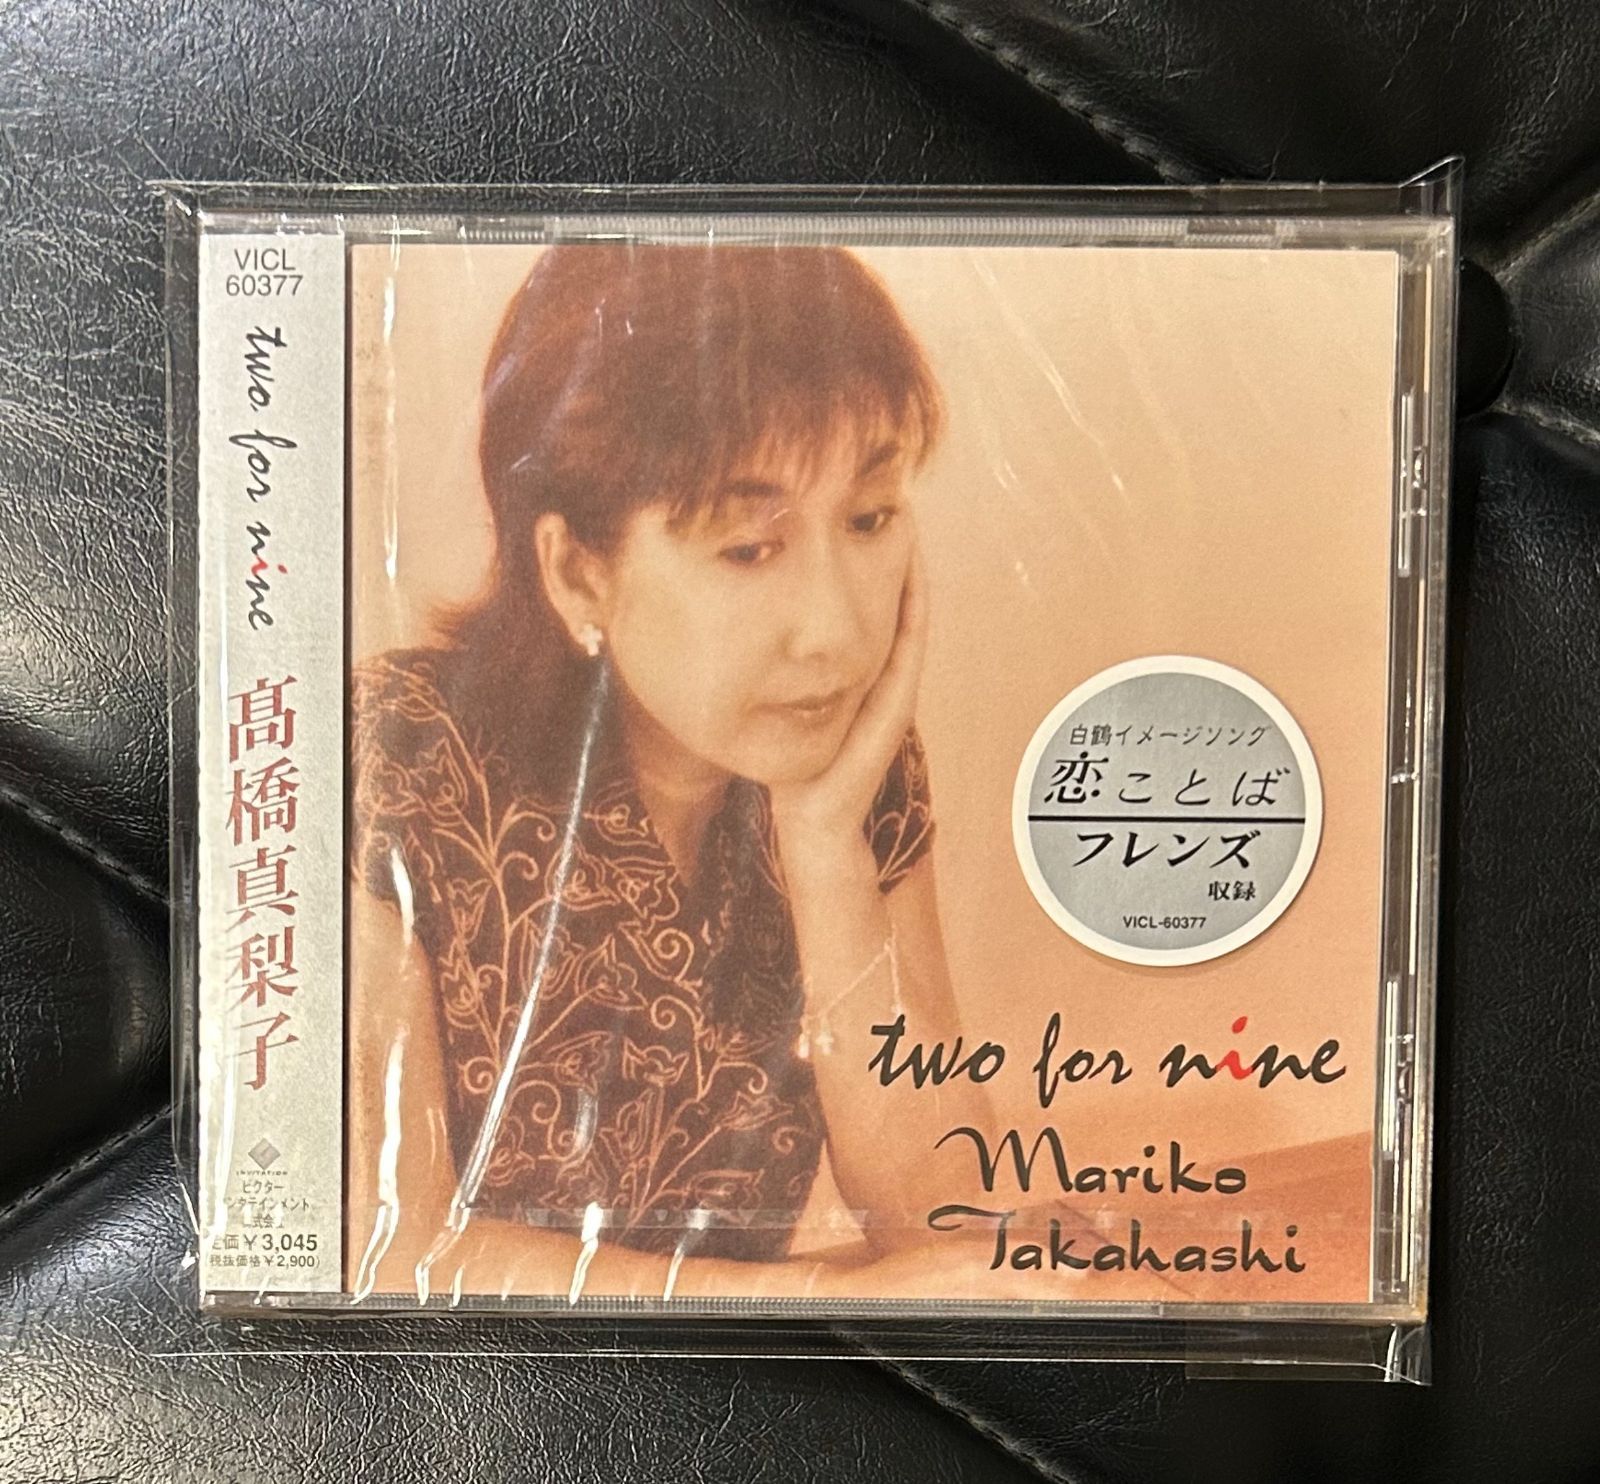 VICL
60377
two for nine
髙橋真梨子
INVITATION
ビクター
ンタテインメント
式会
定価￥3,045
(税抜価格￥2,900)
白鶴イメージソング
恋ことば
フレンズ
収録
VICL-60377
two for nine
Mariko
Takahashi